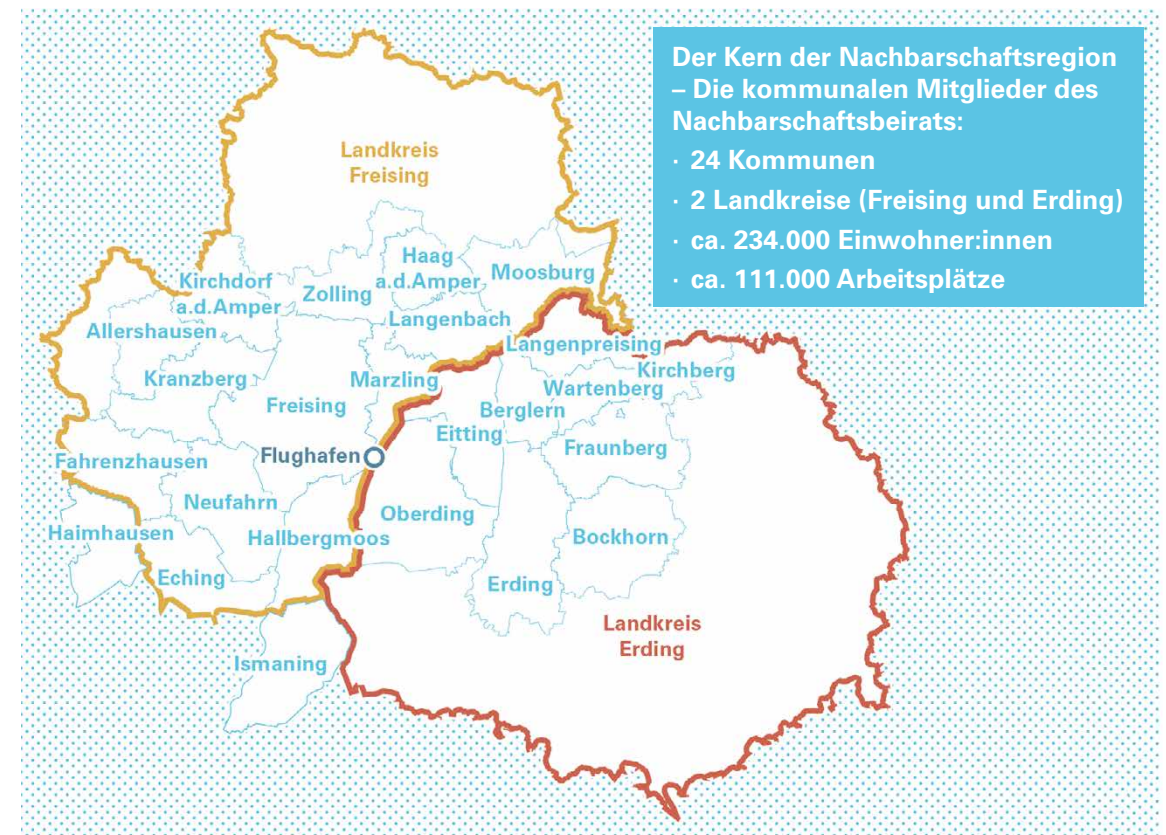 Der Kern der Nachbarschaftsregion
– Die kommunalen Mitglieder des
Nachbarschaftsbeirats:
· 24 Kommunen
· 2 Landkreise (Freising und Erding)
· ca. 234.000 Einwohner:innen
· ca. 111.000 Arbeitsplätze
Landkreis
Freising
Haag
a.d.Amper
Moosburg
Kirchdorf
a.d.Amper
Zolling
Langenbach
Allershausen
Langenpreising
Kirchberg
Kranzberg
Marzling
Wartenberg
Freising
Berglern
Eitting
Fraunberg
Flughafen
Fahrenzhausen
Neufahrn
Oberding
Haimhausen
Hallbergmoos
Bockhorn
Eching
Erding
Landkreis
Erding
Ismaning